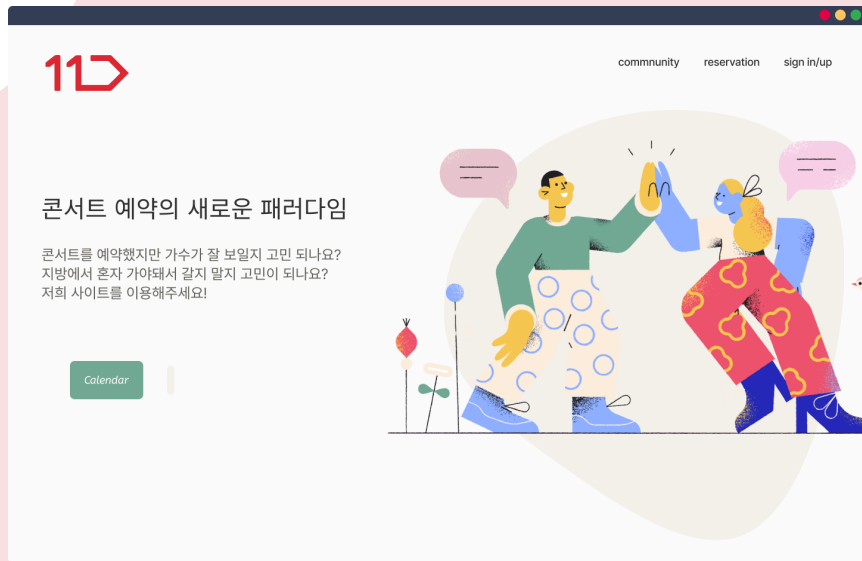 11
commnunity reservation sign in/up
콘서트 예약의 새로운 패러다임
콘서트를 예약했지만 가수가 잘 보일지 고민 되나요?
지방에서 혼자 가야돼서 갈지 말지 고민이 되나요?
저희 사이트를 이용해주세요!
Calendar